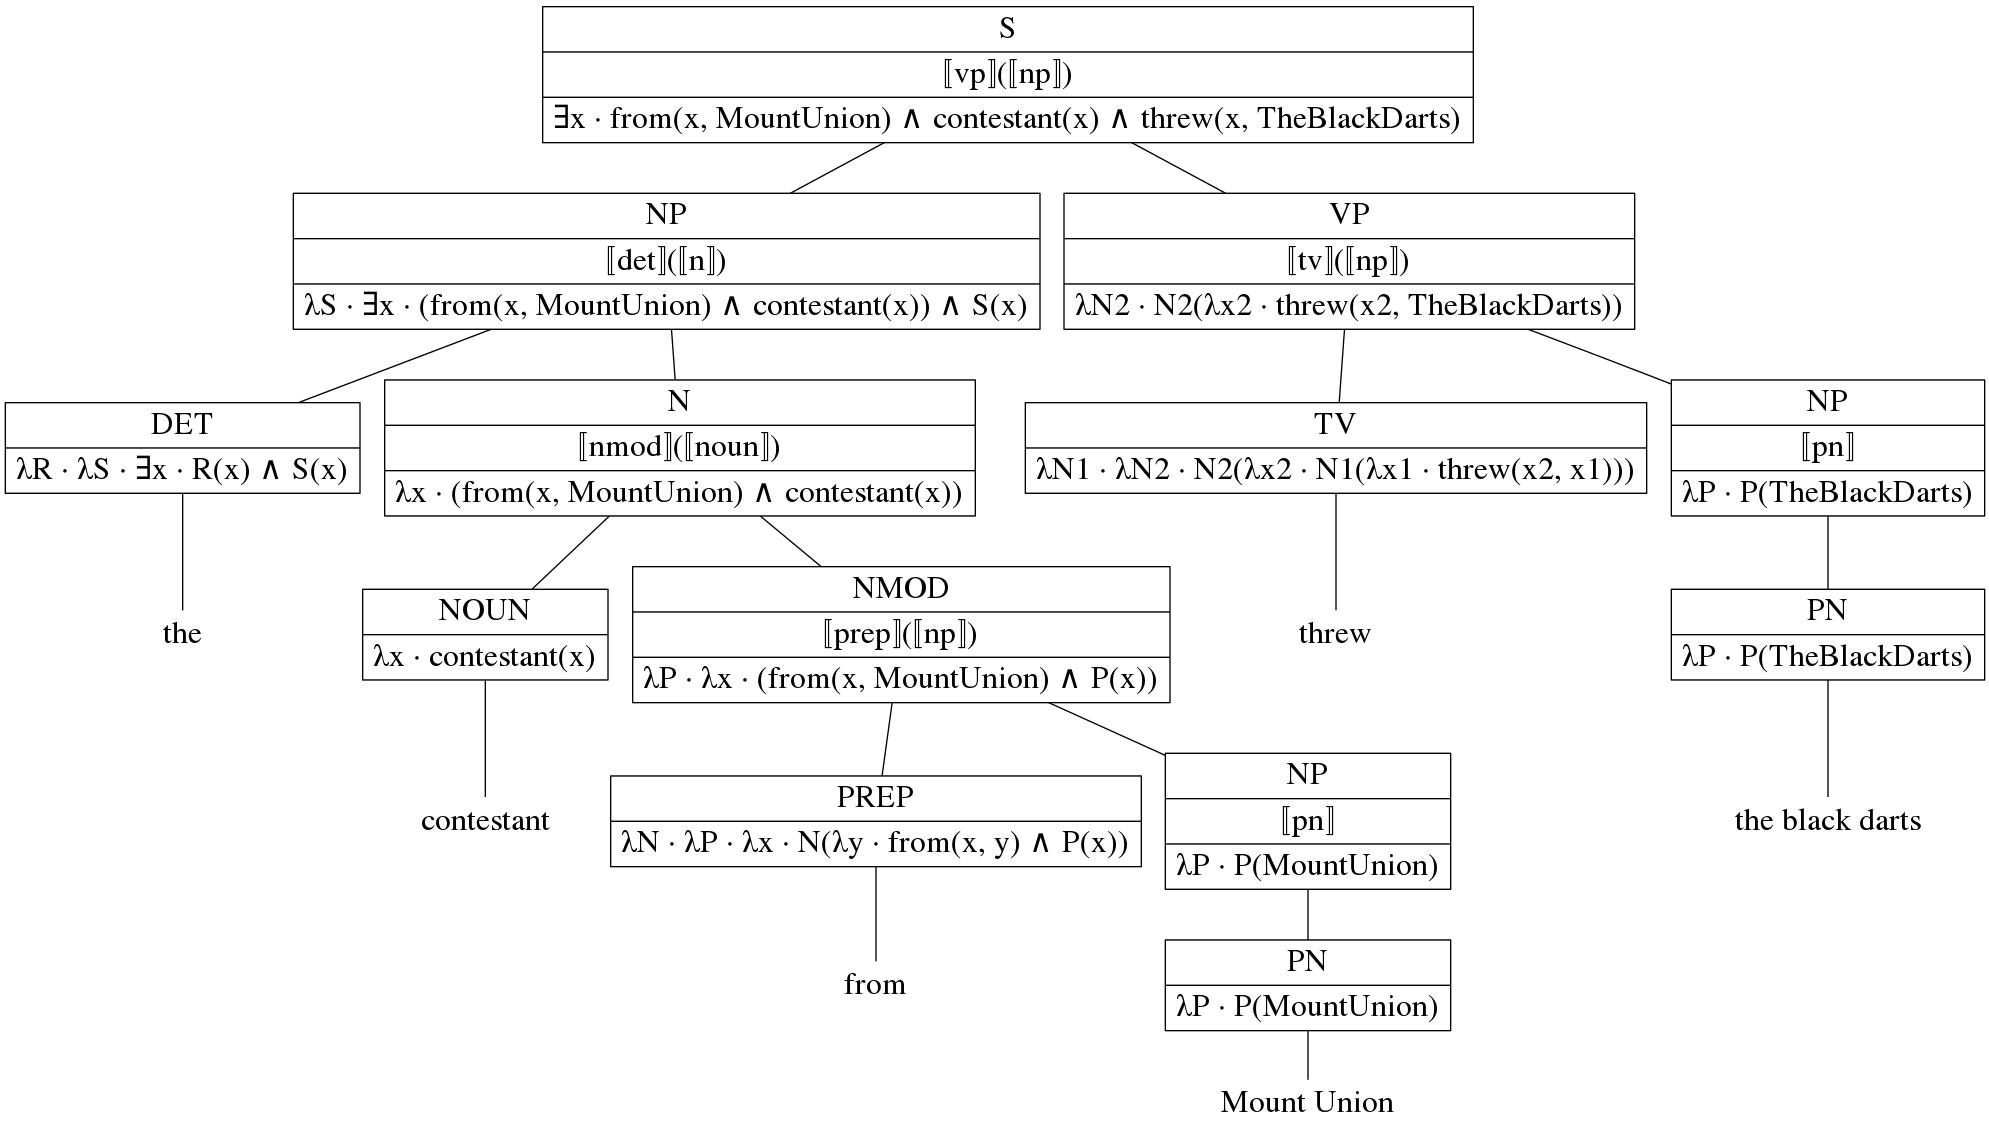 S
⟦vp⟧(⟦np⟧)
∃x · from(x, MountUnion) ∧ contestant(x) ∧ threw(x, TheBlackDarts)
NP
⟦det⟧(⟦n⟧)
λS · ∃x · (from(x, MountUnion) ∧ contestant(x)) ∧ S(x)
VP
⟦tv⟧(⟦np⟧)
λN2 · N2(λx2 · threw(x2, TheBlackDarts))
DET
λR · λS · ∃x · R(x) ∧ S(x)
N
⟦nmod⟧(⟦noun⟧)
λx · (from(x, MountUnion) ∧ contestant(x))
TV
λN1 · λN2 · N2(λx2 · N1(λx1 · threw(x2, x1)))
NP
⟦pn⟧
λP · P(TheBlackDarts)
the
NOUN
λx · contestant(x)
NMOD
⟦prep⟧(⟦np⟧)
λP · λx · (from(x, MountUnion) ∧ P(x))
threw
PN
λP · P(TheBlackDarts)
contestant
PREP
λN · λP · λx · N(λy · from(x, y) ∧ P(x))
NP
⟦pn⟧
λP · P(MountUnion)
the black darts
from
PN
λP · P(MountUnion)
Mount Union